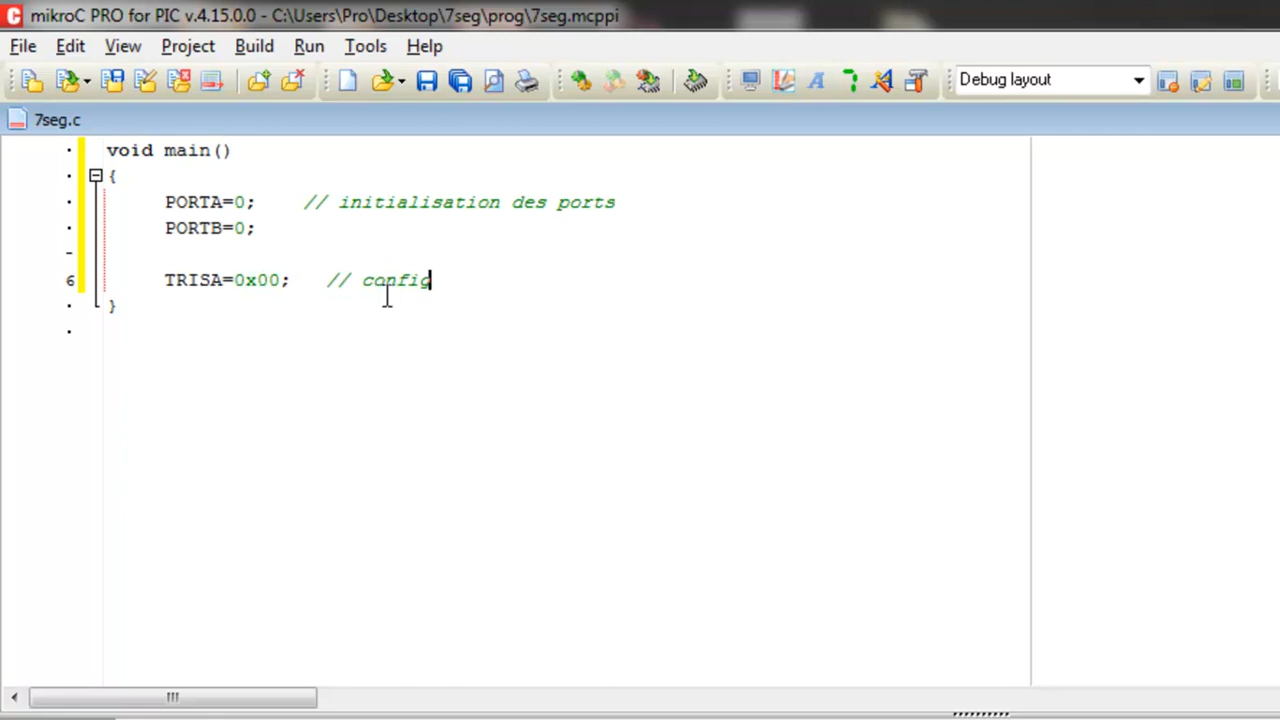 mikroC PRO for PIC v.4.15.0.0 - C:\Users\Pro\Desktop\7seg\prog\7seg.mcppi
File Edit View Project Build Run Tools Help
Debug layout
7seg.c
void main()
{
PORTA=0; // initialisation des ports
PORTB=0;
6 TRISA=0x00; // config
}